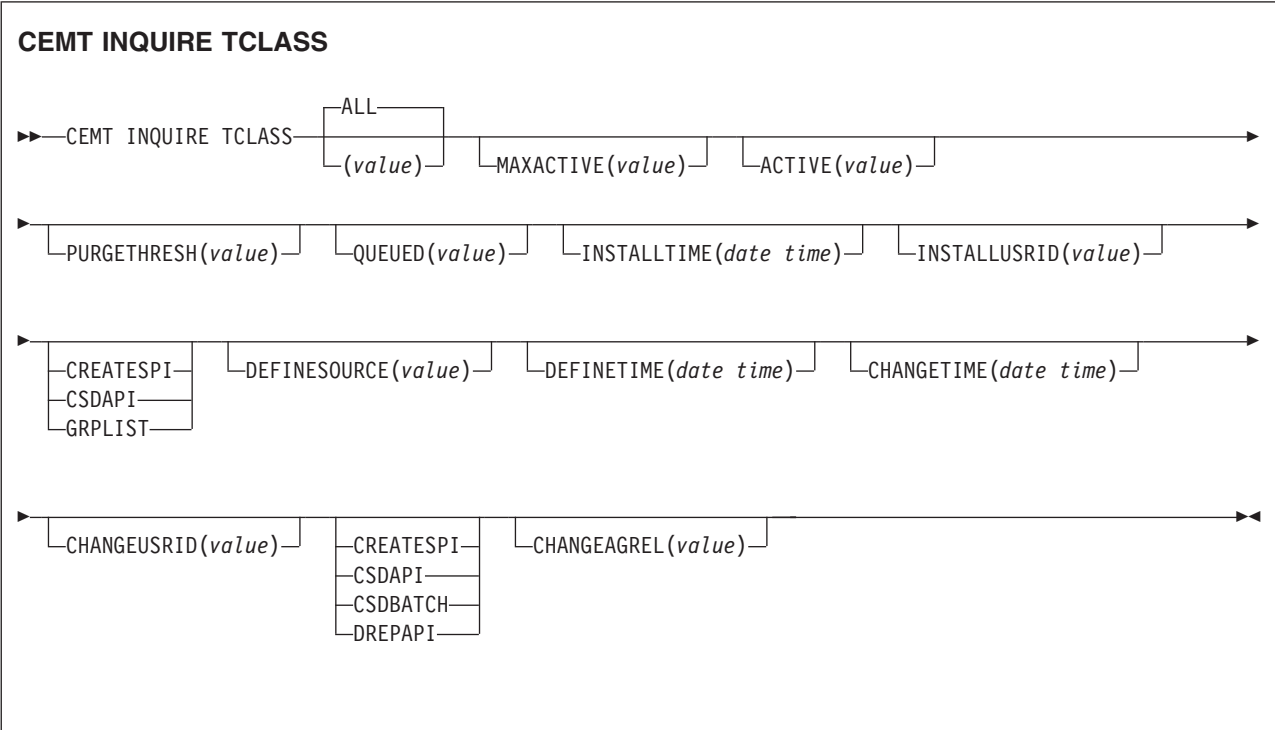 CEMT INQUIRE TCLASS
ALL
CEMT INQUIRE TCLASS
(value) MAXACTIVE(value) ACTIVE(value)
PURGETHRESH(value) QUEUED(value) INSTALLTIME(date time) INSTALLUSRID(value)
CREATESPI DEFINESOURCE(value) DEFINETIME(date time) CHANGETIME(date time)
CSDAPI
GRPLIST
CHANGEUSRID(value) CREATESPI CHANGEAGREL(value)
CSDAPI
CSDBATCH
DREPAPI